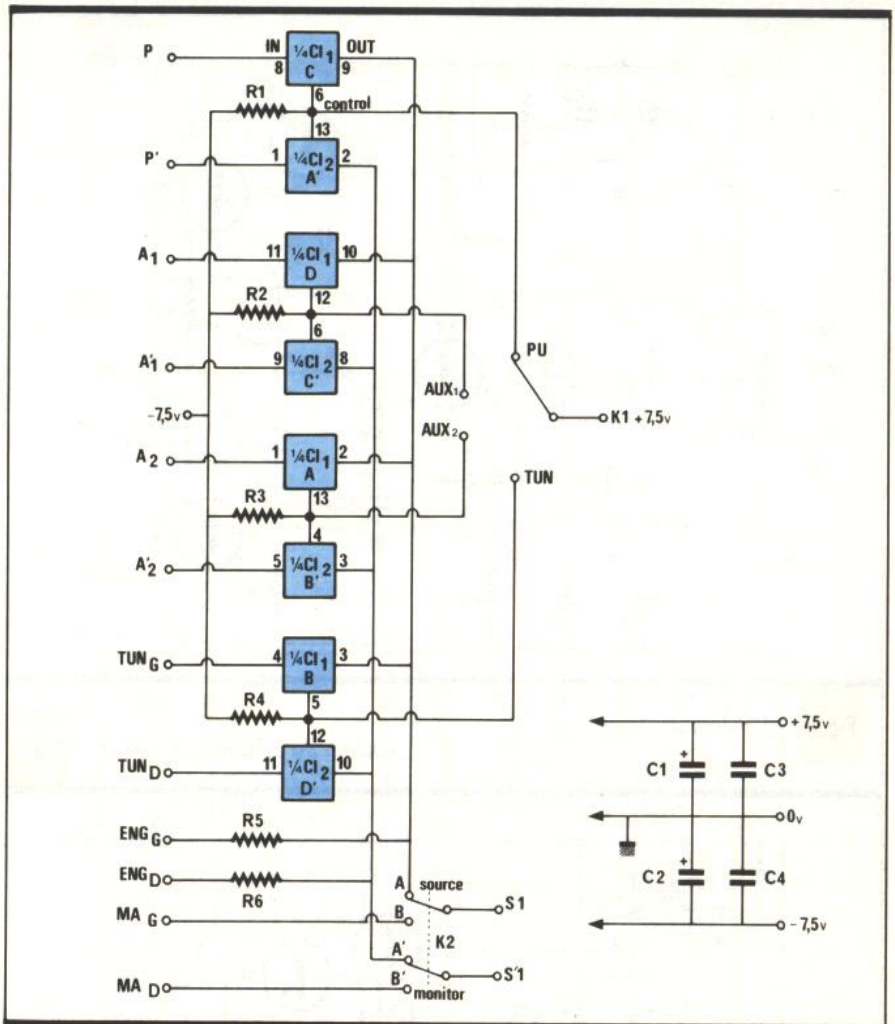 P IN ¼CI 1 OUT
8 C 9
R1 6 control
13
P' 1 ¼CI 2 2
A'
A1 11 ¼CI 1 10
D
R2 12
6
A'1 9 ¼CI 2 8
C'
-7,5v
AUX1
PU
K1 +7,5v
AUX2
TUN
A2 1 ¼CI 1 2
A
R3 13
4
A'2 5 ¼CI 2 3
B'
TUN G 4 ¼CI 1 3
B
R4 5
12
TUN D 11 ¼CI 2 10
D'
ENG G R5
ENG D R6
MA G
MA D
A source
B
S1
K2
A'
B'
S'1
monitor
+7,5v
+ C1 C3
0v
+ C2 C4
-7,5v